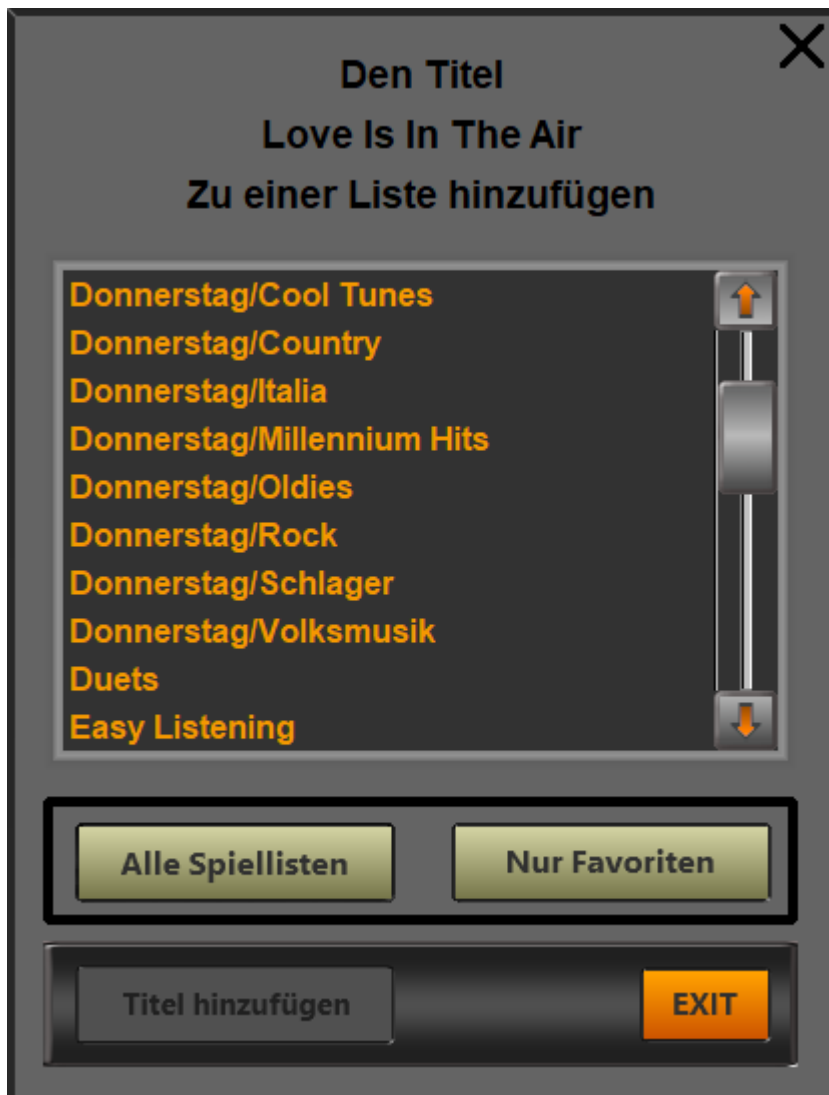 Den Titel
Love Is In The Air
Zu einer Liste hinzufügen
Donnerstag/Cool Tunes
Donnerstag/Country
Donnerstag/Italia
Donnerstag/Millennium Hits
Donnerstag/Oldies
Donnerstag/Rock
Donnerstag/Schlager
Donnerstag/Volksmusik
Duets
Easy Listening
Alle Spiellisten Nur Favoriten
Titel hinzufügen EXIT